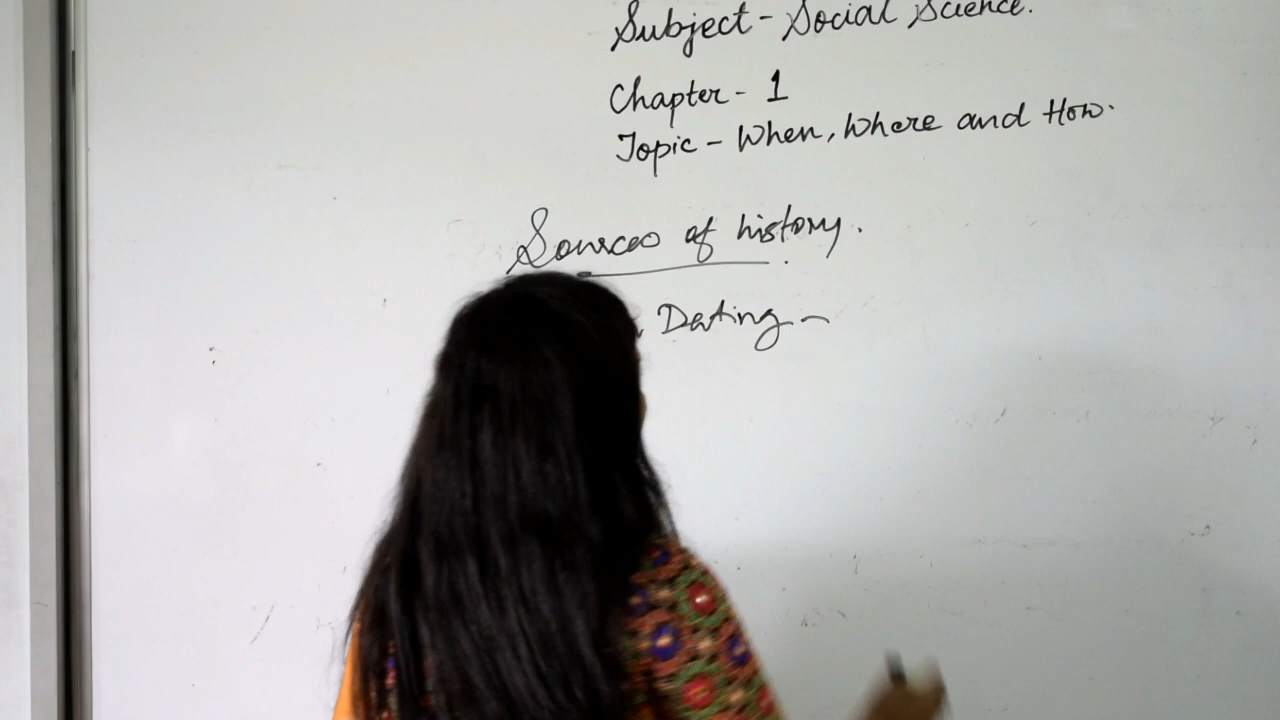 Subject - Social Science.
Chapter - 1
Topic - When, Where and How.
Sources of history.
Dating -